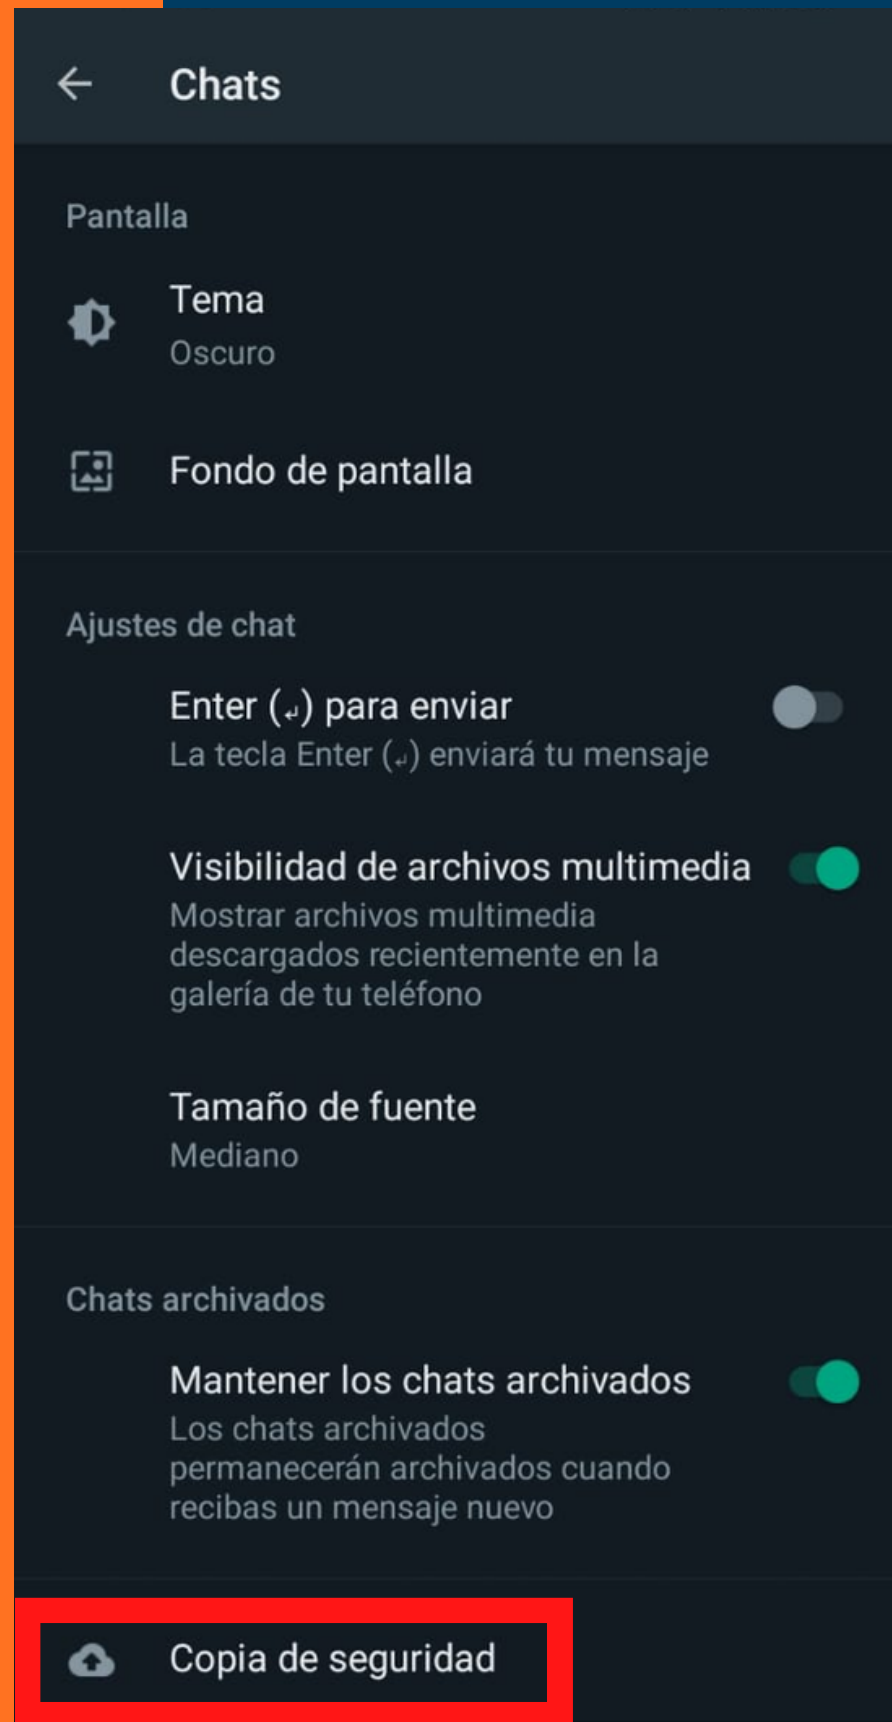 Chats
Pantalla
Tema
Oscuro
Fondo de pantalla
Ajustes de chat
Enter (↵) para enviar
La tecla Enter (↵) enviará tu mensaje
Visibilidad de archivos multimedia
Mostrar archivos multimedia
descargados recientemente en la
galería de tu teléfono
Tamaño de fuente
Mediano
Chats archivados
Mantener los chats archivados
Los chats archivados
permanecerán archivados cuando
recibas un mensaje nuevo
Copia de seguridad